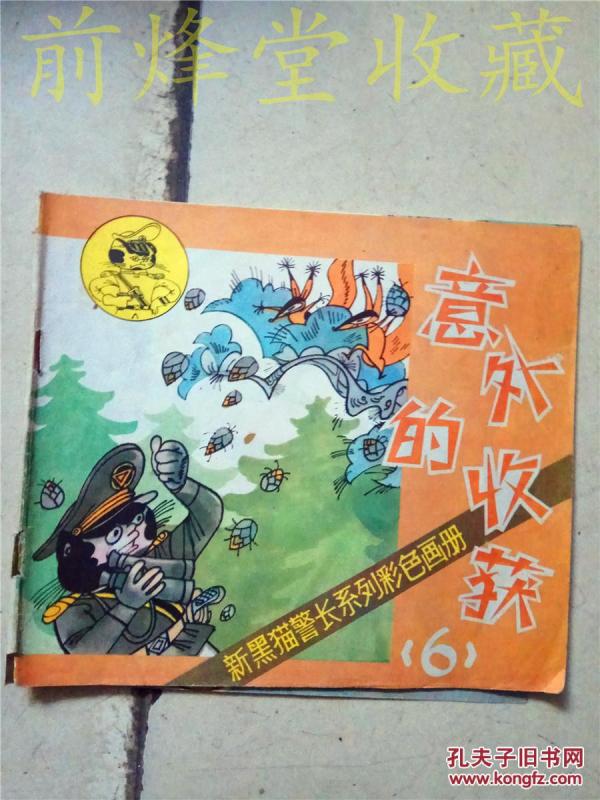 前烽堂收藏
意外的收获
新黑猫警长系列彩色画册
〈6〉
孔夫子旧书网
www.kongfz.com